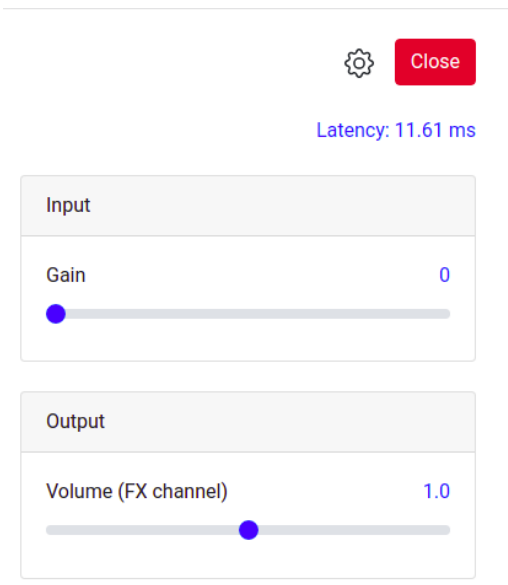 Close
Latency: 11.61 ms
Input
Gain 0
Output
Volume (FX channel) 1.0